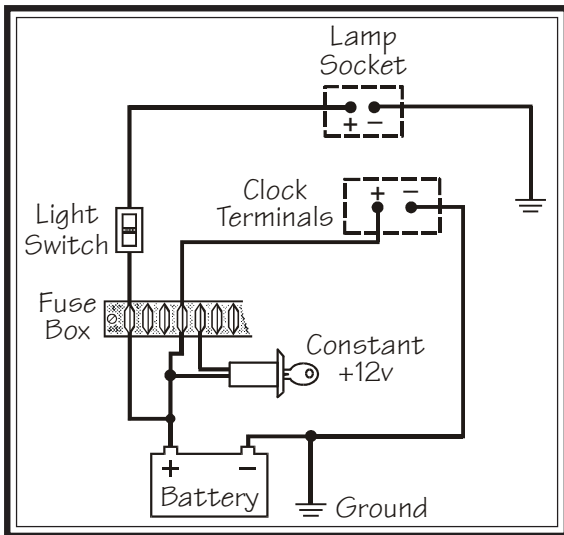 Lamp
Socket
+ –
Clock
Terminals
+ –
Light
Switch
Fuse
Box
Constant
+12v
+ –
Battery
Ground